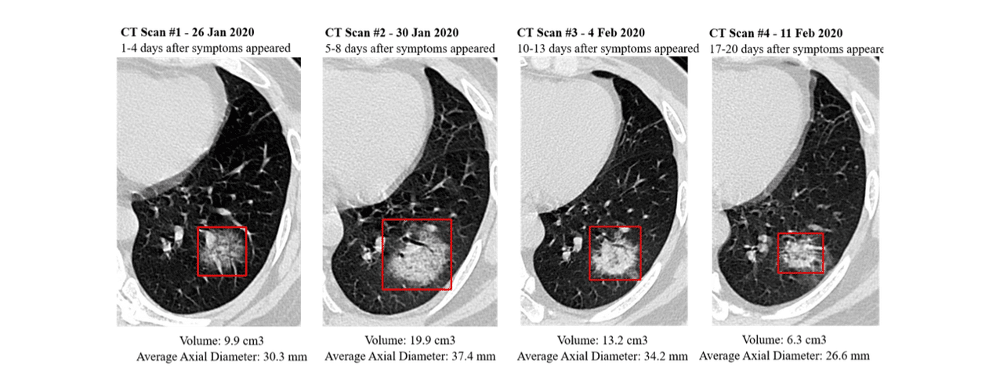 CT Scan #1 - 26 Jan 2020
1-4 days after symptoms appeared
CT Scan #2 - 30 Jan 2020
5-8 days after symptoms appeared
CT Scan #3 - 4 Feb 2020
10-13 days after symptoms appeared
CT Scan #4 - 11 Feb 2020
17-20 days after symptoms appeare
Volume: 9.9 cm3
Average Axial Diameter: 30.3 mm
Volume: 19.9 cm3
Average Axial Diameter: 37.4 mm
Volume: 13.2 cm3
Average Axial Diameter: 34.2 mm
Volume: 6.3 cm3
Average Axial Diameter: 26.6 mm